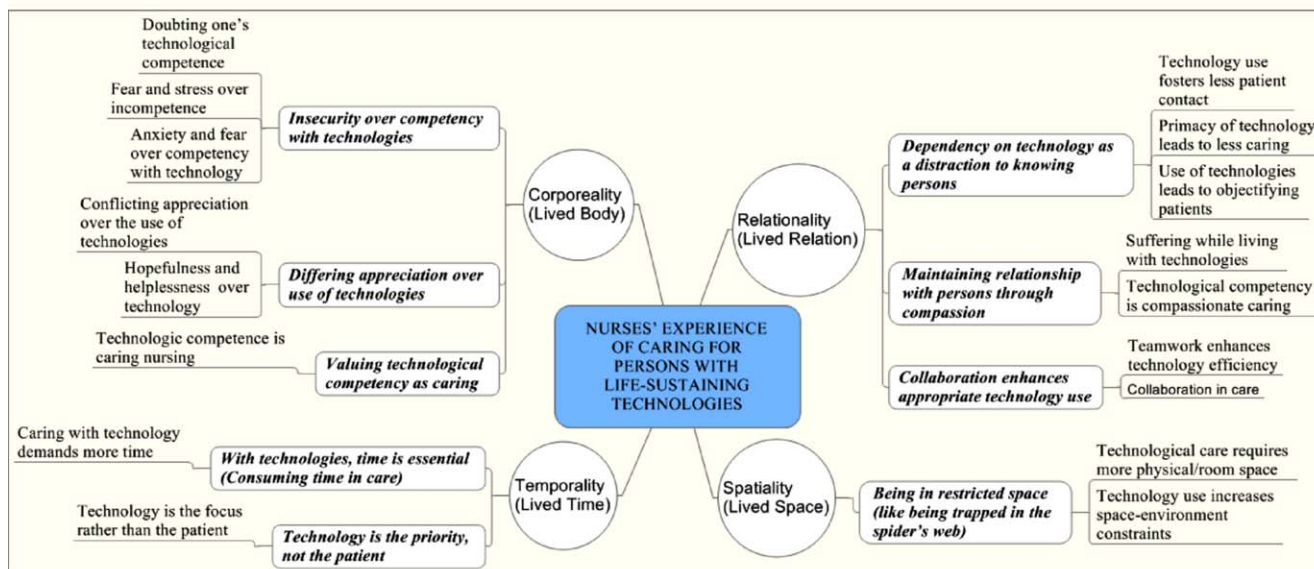 Doubting one's
technological
competence
Fear and stress over
incompetence
Anxiety and fear
over competency
with technology
Insecurity over competency
with technologies
Conflicting appreciation
over the use of
technologies
Hopefulness and
helplessness over
technology
Differing appreciation over
use of technologies
Technologic competence is
caring nursing
Valuing technological
competency as caring
Corporeality
(Lived Body)
Caring with technology
demands more time
With technologies, time is essential
(Consuming time in care)
Technology is the focus
rather than the patient
Technology is the priority,
not the patient
Temporality
(Lived Time)
NURSES' EXPERIENCE
OF CARING FOR
PERSONS WITH
LIFE-SUSTAINING
TECHNOLOGIES
Relationality
(Lived Relation)
Dependency on technology as
a distraction to knowing
persons
Technology use
fosters less patient
contact
Primacy of technology
leads to less caring
Use of technologies
leads to objectifying
patients
Maintaining relationship
with persons through
compassion
Suffering while living
with technologies
Technological competency
is compassionate caring
Collaboration enhances
appropriate technology use
Teamwork enhances
technology efficiency
Collaboration in care
Spatiality
(Lived Space)
Being in restricted space
(like being trapped in the
spider's web)
Technological care requires
more physical/room space
Technology use increases
space-environment
constraints